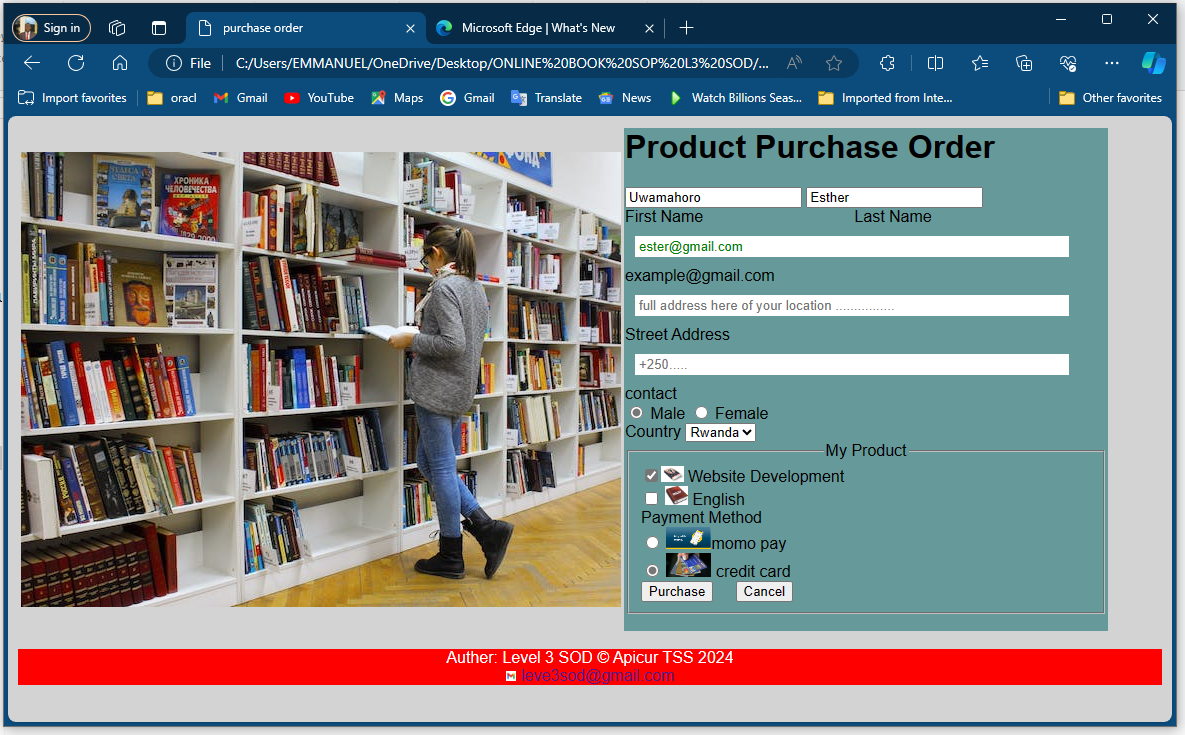 Sign in
purchase order
Microsoft Edge | What's New
File
C:/Users/EMMANUEL/OneDrive/Desktop/ONLINE%20BOOK%20SOP%20L3%20SOD/...
Import favorites
oracl
Gmail
YouTube
Maps
Gmail
Translate
News
Watch Billions Seas...
Imported from Inte...
Other favorites
ХРОНИКА
ЧЕЛОВЕЧЕСТВА
Product Purchase Order
Uwamahoro Esther
First Name Last Name
ester@gmail.com
example@gmail.com
full address here of your location ................
Street Address
+250.....
contact
Male Female
Country Rwanda
My Product
Website Development
English
Payment Method
momo pay
credit card
Purchase Cancel
Auther: Level 3 SOD © Apicur TSS 2024
leve3sod@gmail.com